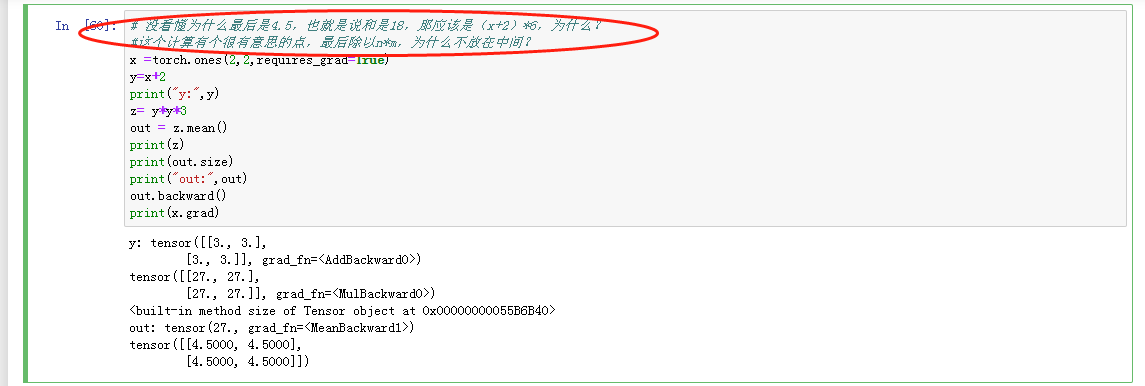 In [60]: # 没看懂为什么最后是4.5，也就是说和是18，那应该是（x+2）*6，为什么？
#这个计算有个很有意思的点，最后除以n*m，为什么不放在中间？
x =torch.ones(2,2,requires_grad=True)
y=x+2
print("y:",y)
z= y*y*3
out = z.mean()
print(z)
print(out.size)
print("out:",out)
out.backward()
print(x.grad)
y: tensor([[3., 3.],
[3., 3.]], grad_fn=<AddBackward0>)
tensor([[27., 27.],
[27., 27.]], grad_fn=<MulBackward0>)
<built-in method size of Tensor object at 0x00000000055B6B40>
out: tensor(27., grad_fn=<MeanBackward1>)
tensor([[4.5000, 4.5000],
[4.5000, 4.5000]])